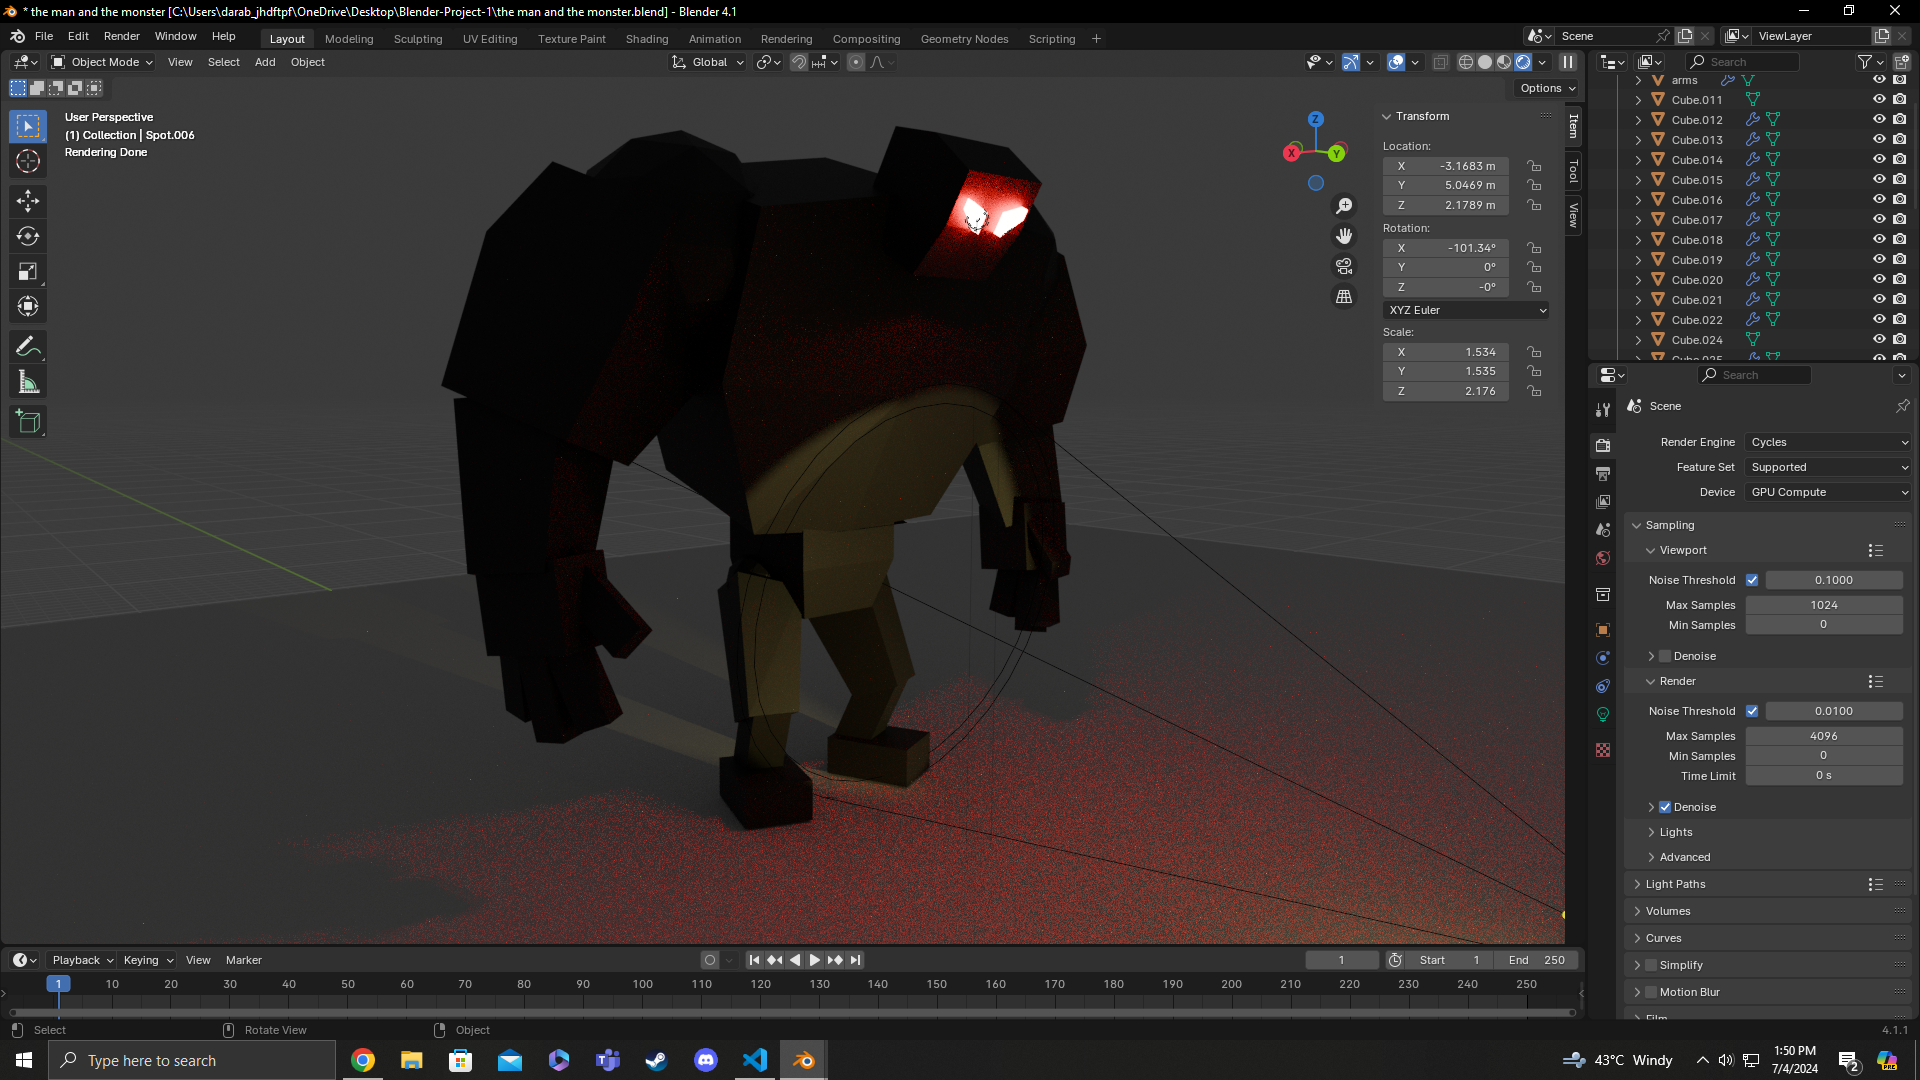 * the man and the monster [C:\Users\darab_jhdftpf\OneDrive\Desktop\Blender-Project-1\the man and the monster.blend] - Blender 4.1
File Edit Render Window Help
Layout Modeling Sculpting UV Editing Texture Paint Shading Animation Rendering Compositing Geometry Nodes Scripting +
Scene
ViewLayer
Object Mode View Select Add Object
Global
Search
Options
User Perspective
(1) Collection | Spot.006
Rendering Done
Z
X
Y
Item
Tool
View
Transform
Location:
X -3.1683 m
Y 5.0469 m
Z 2.1789 m
Rotation:
X -101.34°
Y 0°
Z -0°
XYZ Euler
Scale:
X 1.534
Y 1.535
Z 2.176
arms
Cube.011
Cube.012
Cube.013
Cube.014
Cube.015
Cube.016
Cube.017
Cube.018
Cube.019
Cube.020
Cube.021
Cube.022
Cube.024
Cube.025
Search
Scene
Render Engine Cycles
Feature Set Supported
Device GPU Compute
Sampling
Viewport
Noise Threshold 0.1000
Max Samples 1024
Min Samples 0
Denoise
Render
Noise Threshold 0.0100
Max Samples 4096
Min Samples 0
Time Limit 0 s
Denoise
Lights
Advanced
Light Paths
Volumes
Curves
Simplify
Motion Blur
Film
Playback Keying View Marker
1 Start 1 End 250
1 10 20 30 40 50 60 70 80 90 100 110 120 130 140 150 160 170 180 190 200 210 220 230 240 250
Select Rotate View Object
4.1.1
Type here to search
43°C Windy
1:50 PM
7/4/2024
2
PRE